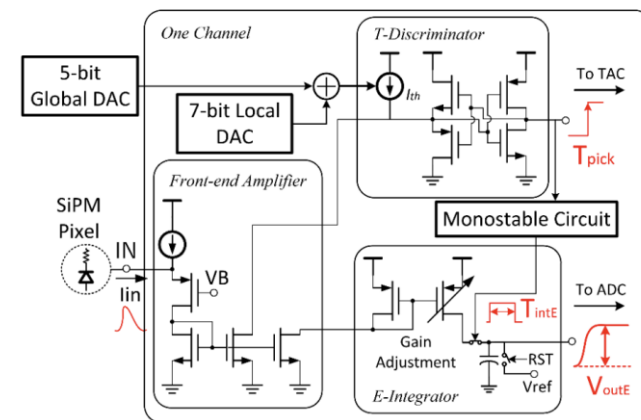 One Channel
T-Discriminator
5-bit
Global DAC
7-bit Local
DAC
Ith
To TAC
Tpick
Front-end Amplifier
SiPM
Pixel
IN
Iin
VB
Monostable Circuit
TintE
To ADC
Gain
Adjustment
RST
Vref
VoutE
E-Integrator